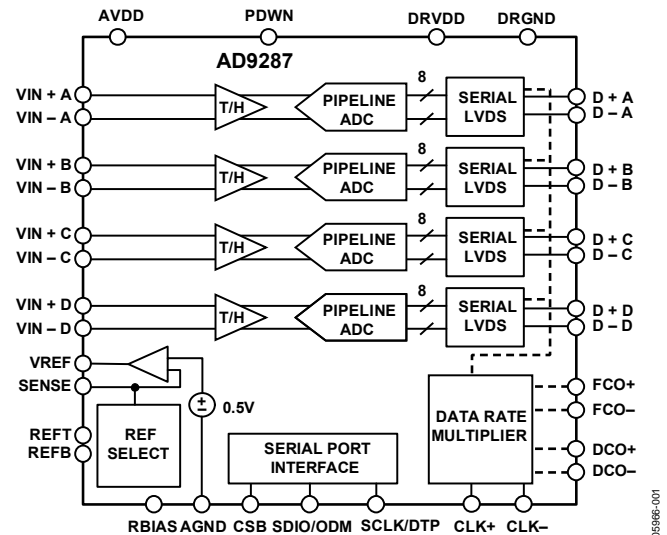 AVDD
PDWN
DRVDD
DRGND
AD9287
VIN + A
VIN – A
T/H
PIPELINE
ADC
8
SERIAL
LVDS
D + A
D – A
VIN + B
VIN – B
T/H
PIPELINE
ADC
8
SERIAL
LVDS
D + B
D – B
VIN + C
VIN – C
T/H
PIPELINE
ADC
8
SERIAL
LVDS
D + C
D – C
VIN + D
VIN – D
T/H
PIPELINE
ADC
8
SERIAL
LVDS
D + D
D – D
VREF
SENSE
REFT
REFB
REF
SELECT
+
–
0.5V
SERIAL PORT
INTERFACE
DATA RATE
MULTIPLIER
FCO+
FCO–
DCO+
DCO–
RBIAS
AGND
CSB
SDIO/ODM
SCLK/DTP
CLK+
CLK–
05966-001